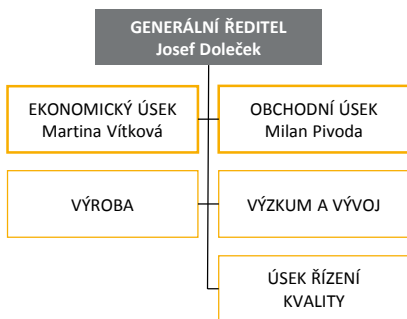 GENERÁLNÍ ŘEDITEL
Josef Doleček
EKONOMICKÝ ÚSEK
Martina Vítková
OBCHODNÍ ÚSEK
Milan Pivoda
VÝROBA
VÝZKUM A VÝVOJ
ÚSEK ŘÍZENÍ
KVALITY